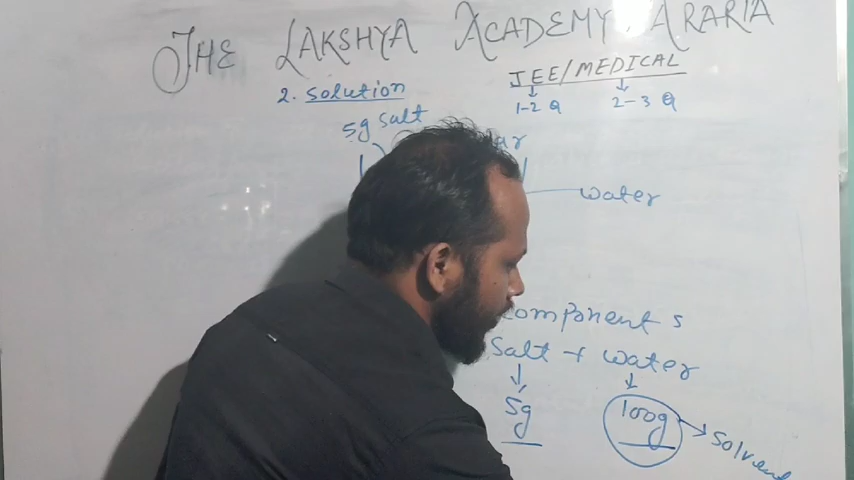 THE LAKSHYA ACADEMY, ARARIA
2. Solution
JEE/MEDICAL
1-2 Q 2-3 Q
5g Salt
water
components
Salt + water
5g 100g
Solvent